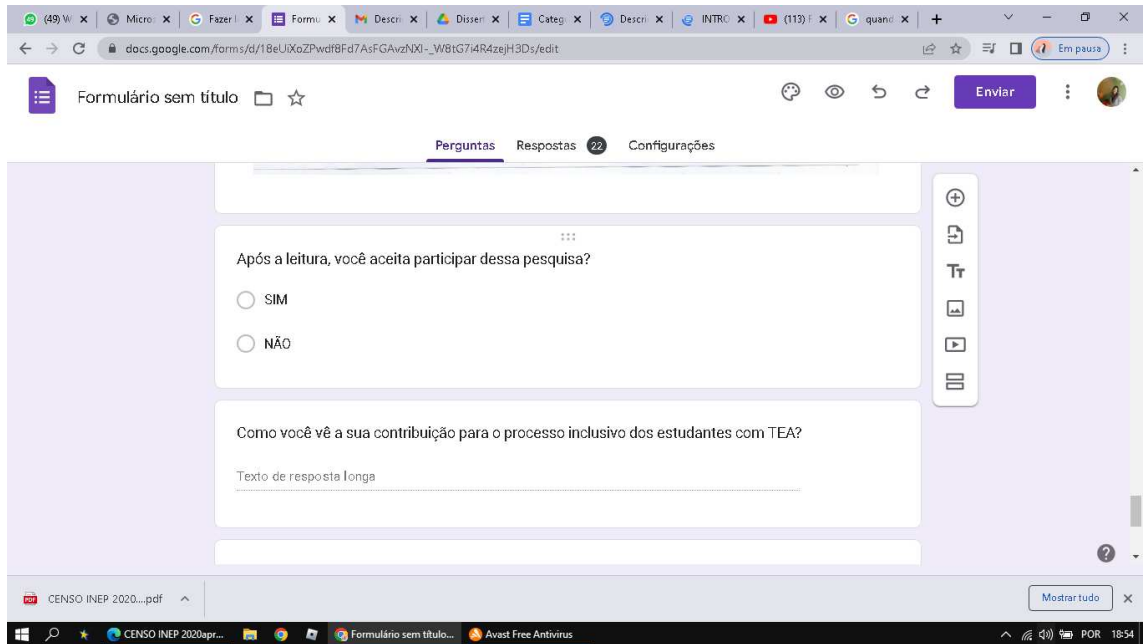 (49) W
Micro:
Fazer l
Formu
Descri
Dissert
Categ
Descri
INTRO
(113) F
quand
docs.google.com/forms/d/18eUiXoZPwdf8Fd7AsFGAvzNXI-_W8tG7i4R4zejH3Ds/edit
Em pausa
Formulário sem título
Enviar
Perguntas Respostas 22 Configurações
Após a leitura, você aceita participar dessa pesquisa?
SIM
NÃO
Como você vê a sua contribuição para o processo inclusivo dos estudantes com TEA?
Texto de resposta longa
CENSO INEP 2020....pdf
Mostrar tudo
CENSO INEP 2020apr...
Formulário sem título...
Avast Free Antivirus
POR 18:54